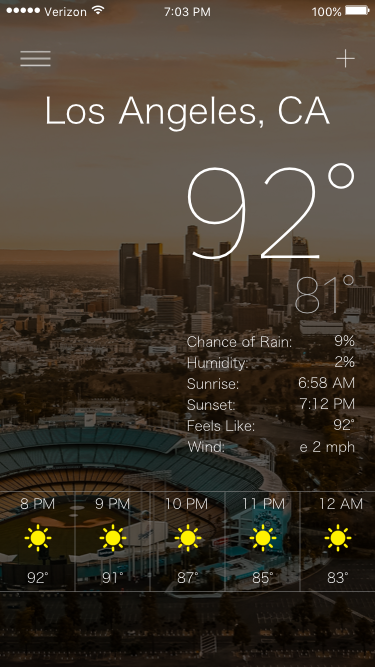 Verizon 7:03 PM 100%
Los Angeles, CA
92°
81°
Chance of Rain: 9%
Humidity: 2%
Sunrise: 6:58 AM
Sunset: 7:12 PM
Feels Like: 92°
Wind: e 2 mph
8 PM 9 PM 10 PM 11 PM 12 AM
92° 91° 87° 85° 83°